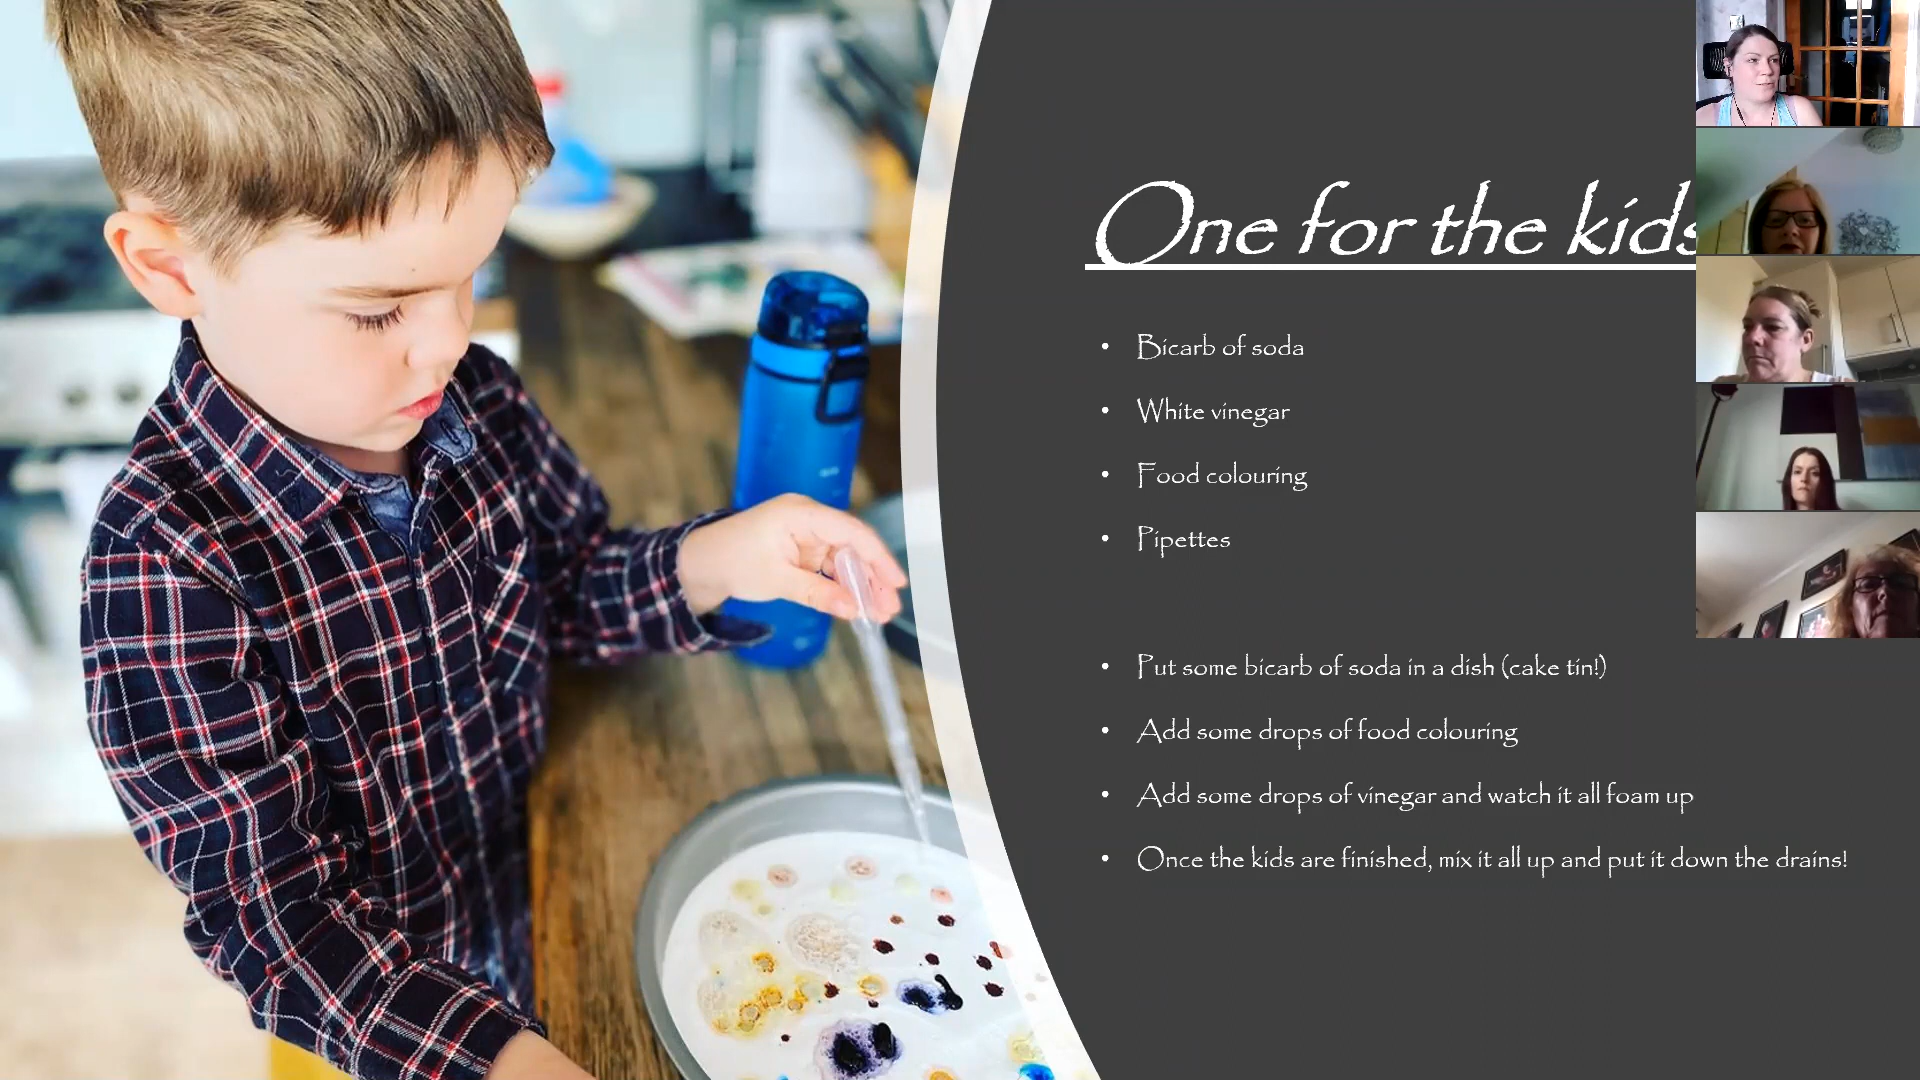 One for the kids
Bicarb of soda
White vinegar
Food colouring
Pipettes
Put some bicarb of soda in a dish (cake tin!)
Add some drops of food colouring
Add some drops of vinegar and watch it all foam up
Once the kids are finished, mix it all up and put it down the drains!